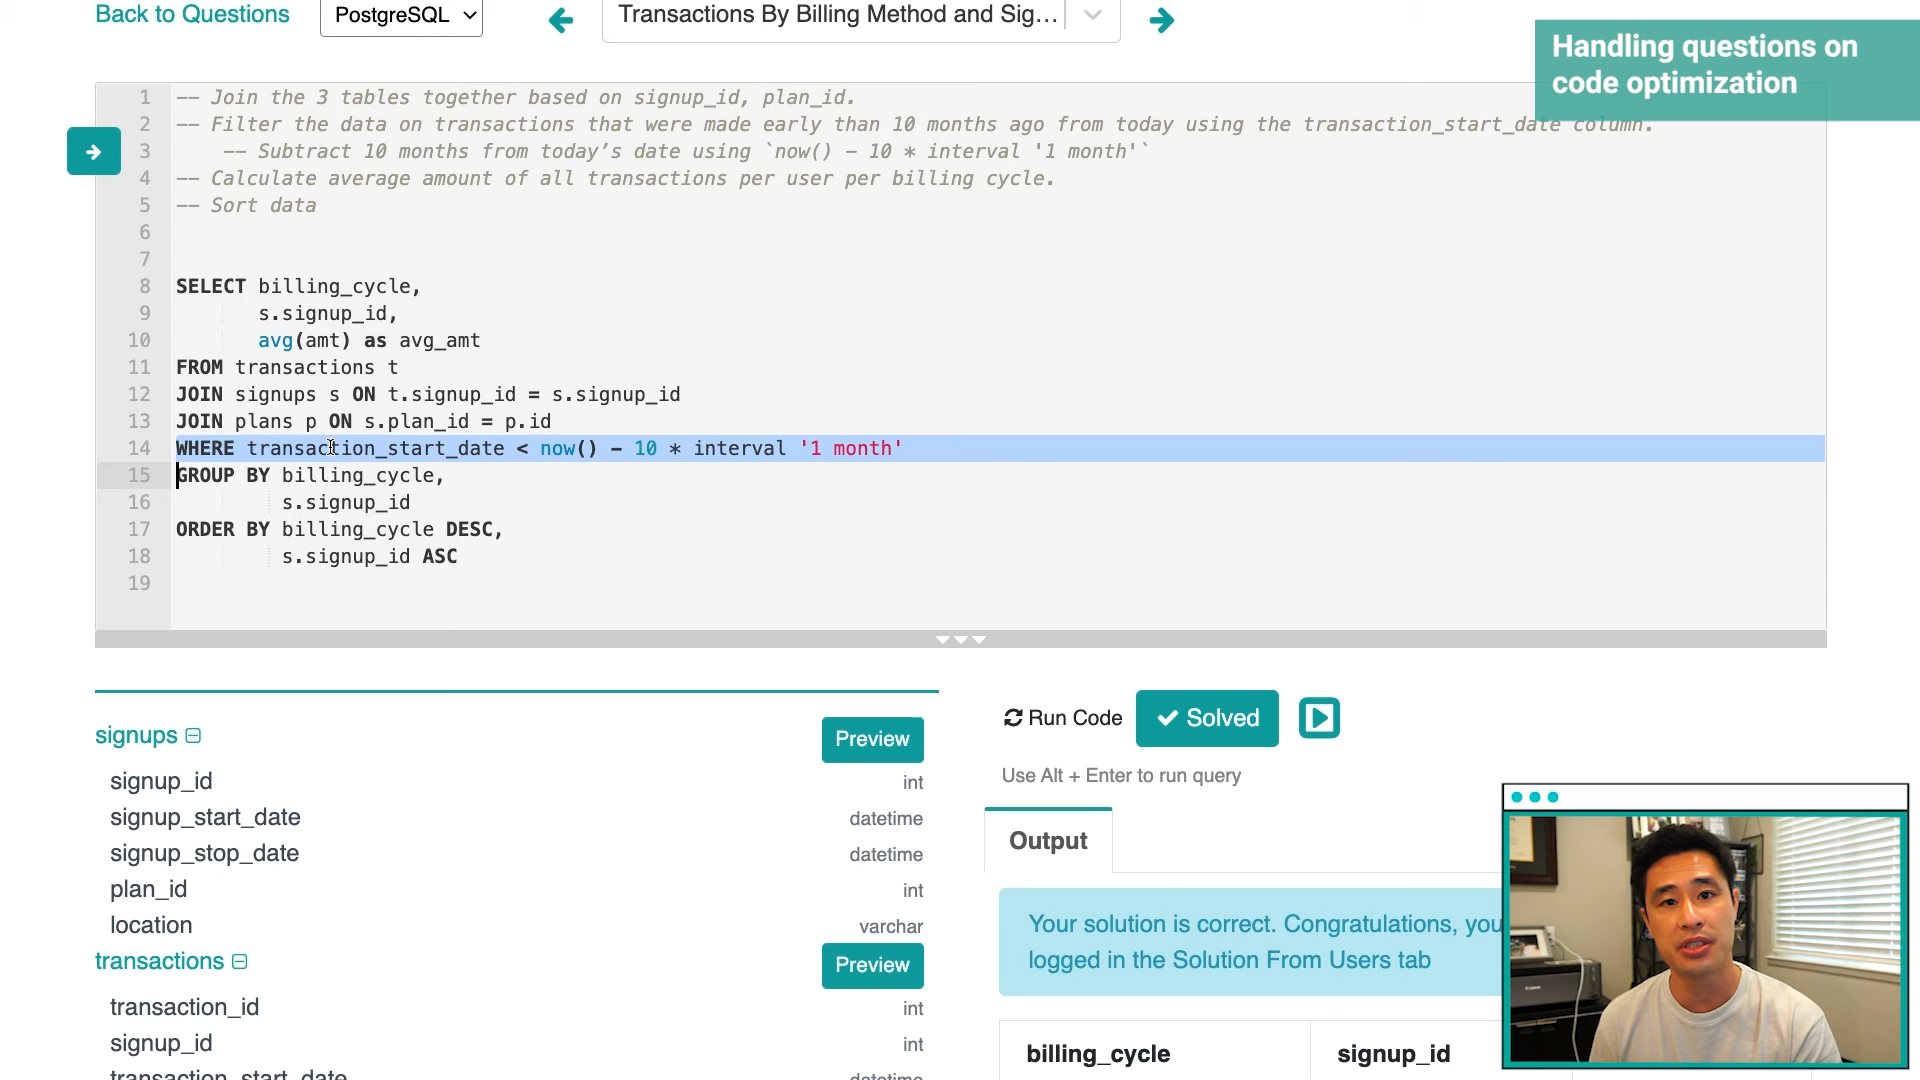 Back to Questions
PostgreSQL
Transactions By Billing Method and Sig...
Handling questions on
code optimization
1 -- Join the 3 tables together based on signup_id, plan_id.
2 -- Filter the data on transactions that were made early than 10 months ago from today using the transaction_start_date column.
3 -- Subtract 10 months from today’s date using `now() - 10 * interval '1 month'`
4 -- Calculate average amount of all transactions per user per billing cycle.
5 -- Sort data
6
7
8 SELECT billing_cycle,
9 s.signup_id,
10 avg(amt) as avg_amt
11 FROM transactions t
12 JOIN signups s ON t.signup_id = s.signup_id
13 JOIN plans p ON s.plan_id = p.id
14 WHERE transaction_start_date < now() - 10 * interval '1 month'
15 GROUP BY billing_cycle,
16 s.signup_id
17 ORDER BY billing_cycle DESC,
18 s.signup_id ASC
19
signups
Preview
signup_id int
signup_start_date datetime
signup_stop_date datetime
plan_id int
location varchar
transactions
Preview
transaction_id int
signup_id int
transaction_start_date datetime
Run Code
Solved
Use Alt + Enter to run query
Output
Your solution is correct. Congratulations, you
logged in the Solution From Users tab
billing_cycle signup_id